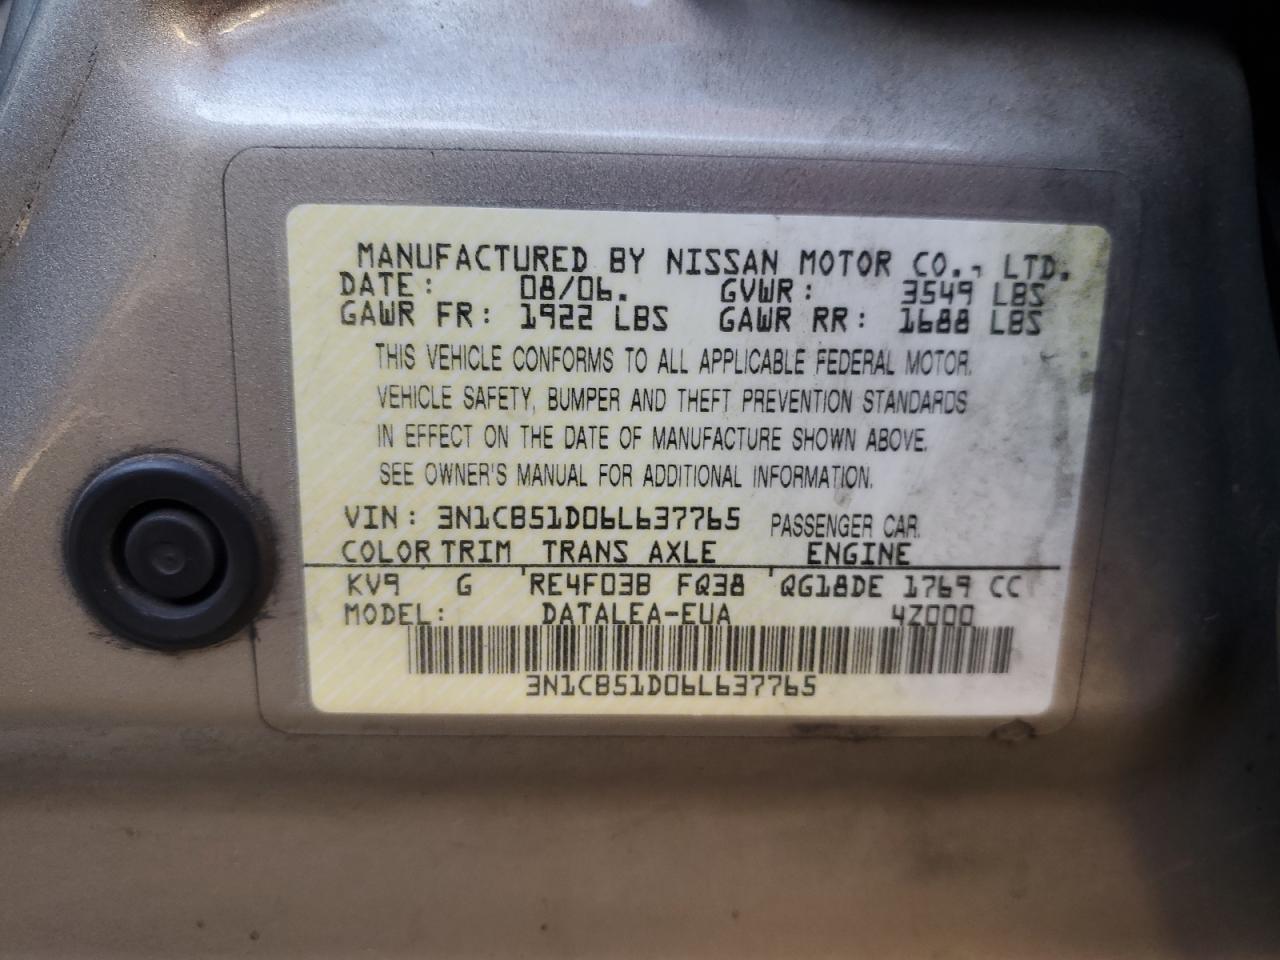 MANUFACTURED BY NISSAN MOTOR CO., LTD.
DATE: 08/06. GVWR: 3549 LBS
GAWR FR: 1922 LBS GAWR RR: 1688 LBS
THIS VEHICLE CONFORMS TO ALL APPLICABLE FEDERAL MOTOR
VEHICLE SAFETY, BUMPER AND THEFT PREVENTION STANDARDS
IN EFFECT ON THE DATE OF MANUFACTURE SHOWN ABOVE.
SEE OWNER'S MANUAL FOR ADDITIONAL INFORMATION.
VIN: 3N1CB51D06L637765 PASSENGER CAR
COLOR TRIM TRANS AXLE ENGINE
KV9 G RE4F03B FQ38 QG18DE 1769 CC
MODEL: DATALEA-EUA 4Z000
3N1CB51D06L637765